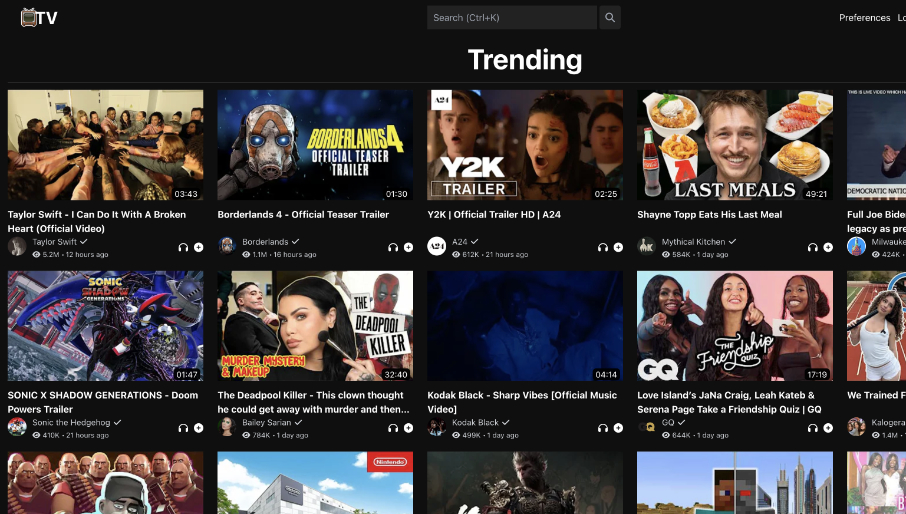 TV
Search (Ctrl+K)
Preferences
Trending
03:43
BORDERLANDS 4
OFFICIAL TEASER
TRAILER
01:30
A24
Y2K
TRAILER
02:25
LAST MEALS
49:21
THIS IS LIVE VIDEO WHICH
DEMOCRATIC NATION
Taylor Swift - I Can Do It With A Broken
Heart (Official Video)
Taylor Swift
5.2M • 12 hours ago
Borderlands 4 - Official Teaser Trailer
Borderlands
1.1M • 16 hours ago
Y2K | Official Trailer HD | A24
A24
612K • 21 hours ago
Shayne Topp Eats His Last Meal
Mythical Kitchen
584K • 1 day ago
Full Joe Bide
legacy as pre
Milwauke
424K •
SONIC
SHADOW
GENERATIONS
01:47
MURDER, MYSTERY
& MAKEUP
THE
DEADPOOL
KILLER
32:40
04:14
GQ
THE
Friendship
QUIZ
17:19
SONIC X SHADOW GENERATIONS - Doom
Powers Trailer
Sonic the Hedgehog
410K • 21 hours ago
The Deadpool Killer - This clown thought
he could get away with murder and then...
Bailey Sarian
784K • 1 day ago
Kodak Black - Sharp Vibes [Official Music
Video]
Kodak Black
499K • 1 day ago
Love Island's JaNa Craig, Leah Kateb &
Serena Page Take a Friendship Quiz | GQ
GQ
644K • 1 day ago
We Trained F
Kalogera
1.4M •
Nintendo